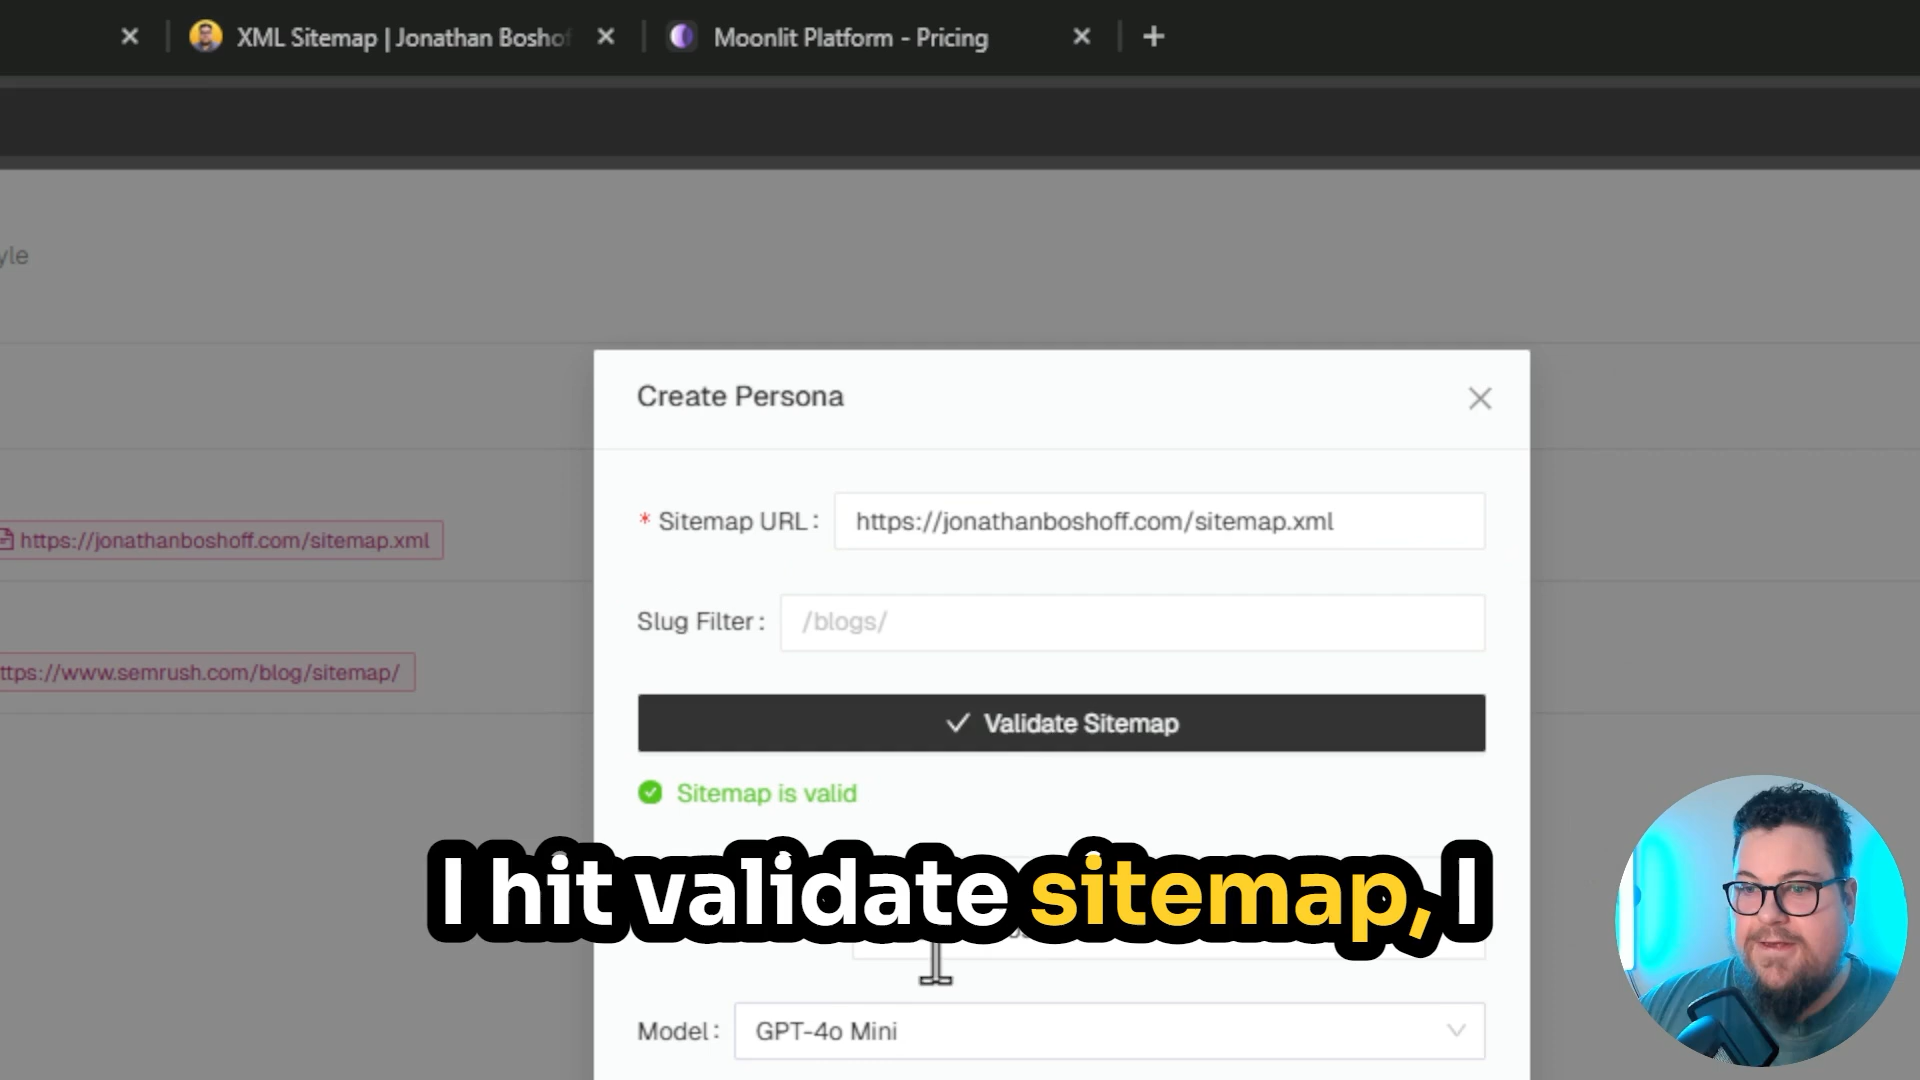 XML Sitemap | Jonathan Boshof
Moonlit Platform - Pricing
yle
Create Persona
* Sitemap URL: https://jonathanboshoff.com/sitemap.xml
https://jonathanboshoff.com/sitemap.xml
Slug Filter: /blogs/
ttps://www.semrush.com/blog/sitemap/
Validate Sitemap
Sitemap is valid
I hit validate sitemap, I
Model: GPT-4o Mini